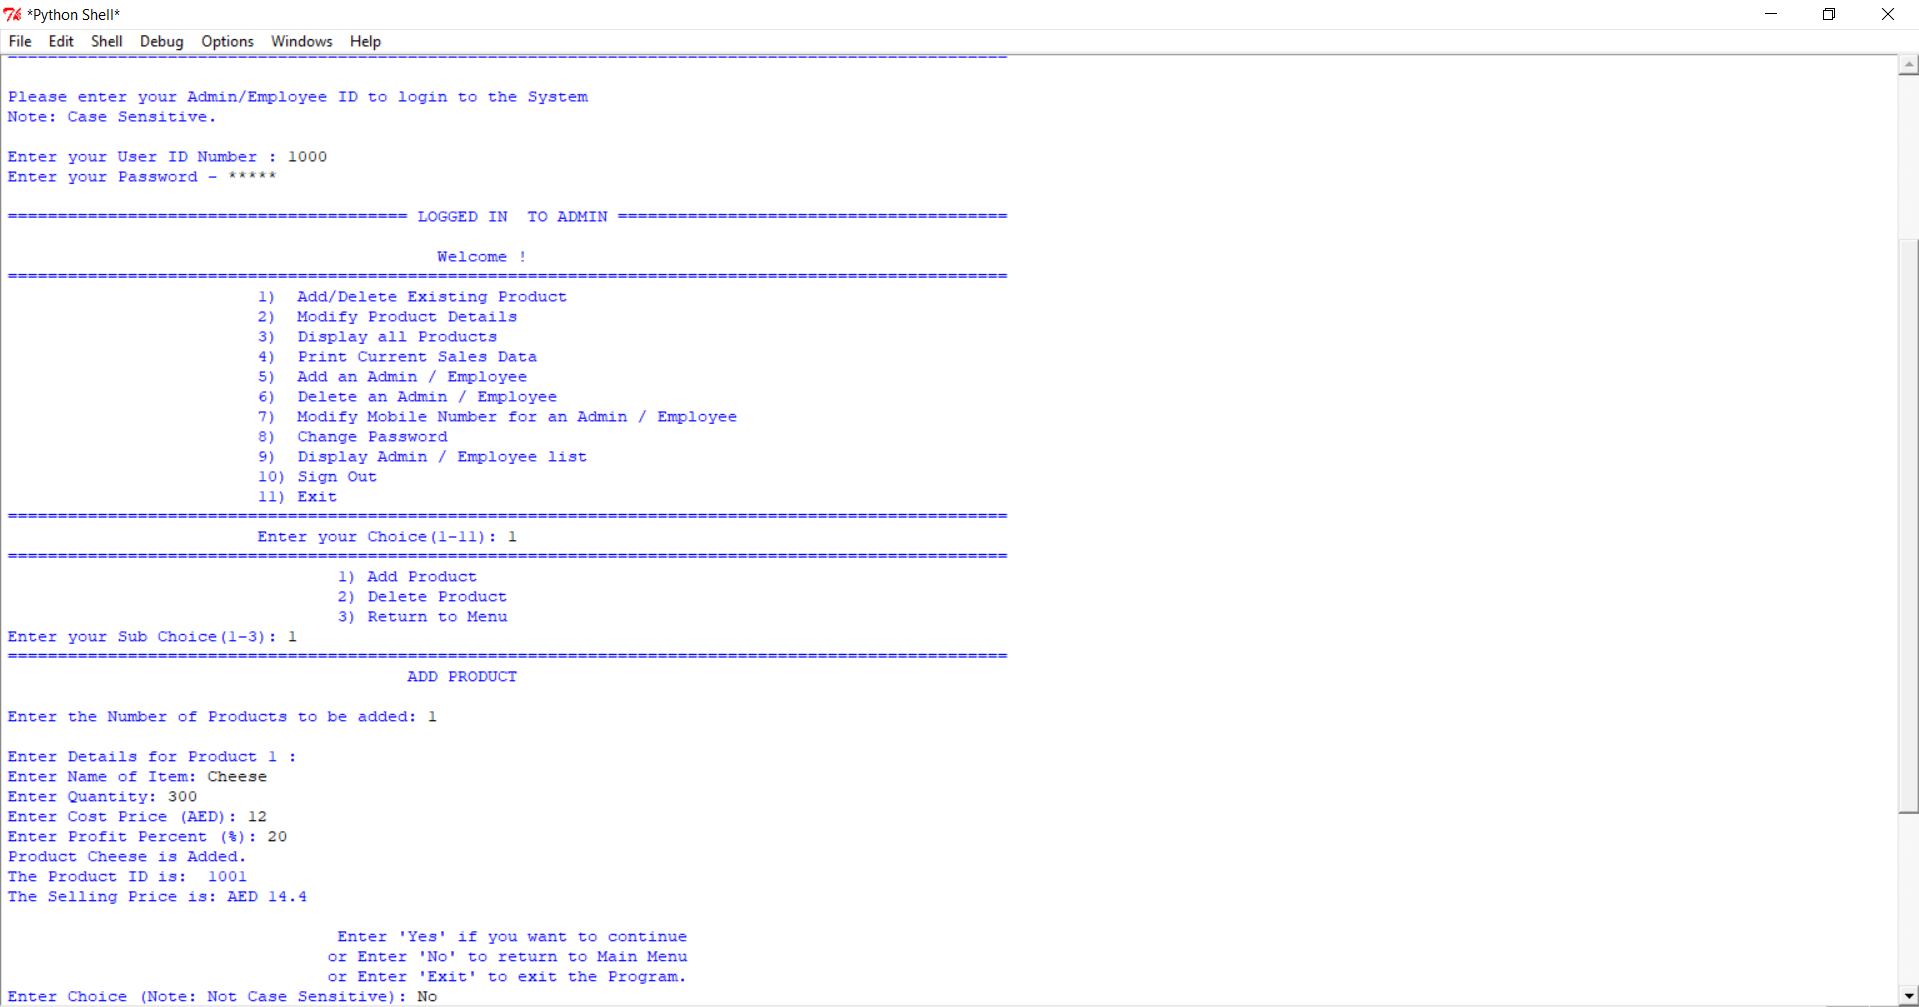 *Python Shell*
File Edit Shell Debug Options Windows Help
====================================================================================================
Please enter your Admin/Employee ID to login to the System
Note: Case Sensitive.
Enter your User ID Number : 1000
Enter your Password - *****
======================================== LOGGED IN  TO ADMIN =======================================
Welcome !
====================================================================================================
1)  Add/Delete Existing Product
2)  Modify Product Details
3)  Display all Products
4)  Print Current Sales Data
5)  Add an Admin / Employee
6)  Delete an Admin / Employee
7)  Modify Mobile Number for an Admin / Employee
8)  Change Password
9)  Display Admin / Employee list
10) Sign Out
11) Exit
====================================================================================================
Enter your Choice(1-11): 1
====================================================================================================
1) Add Product
2) Delete Product
3) Return to Menu
Enter your Sub Choice(1-3): 1
====================================================================================================
ADD PRODUCT
Enter the Number of Products to be added: 1
Enter Details for Product 1 :
Enter Name of Item: Cheese
Enter Quantity: 300
Enter Cost Price (AED): 12
Enter Profit Percent (%): 20
Product Cheese is Added.
The Product ID is:  1001
The Selling Price is: AED 14.4
Enter 'Yes' if you want to continue
or Enter 'No' to return to Main Menu
or Enter 'Exit' to exit the Program.
Enter Choice (Note: Not Case Sensitive): No